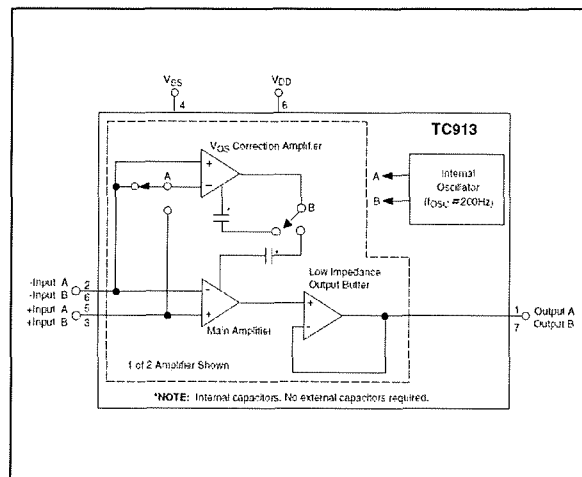 VSS
4
VDD
6
TC913
VOS Correction Amplifier
+
−
A
B
*
*
A
B
Internal
Oscillator
(fOSC #200Hz)
-Input A 2
-Input B 6
+Input A 5
+Input B 3
−
+
Main Amplifier
Low Impedance
Output Buffer
+
-
1 Output A
7 Output B
1 of 2 Amplifier Shown
*NOTE: Internal capacitors. No external capacitors required.